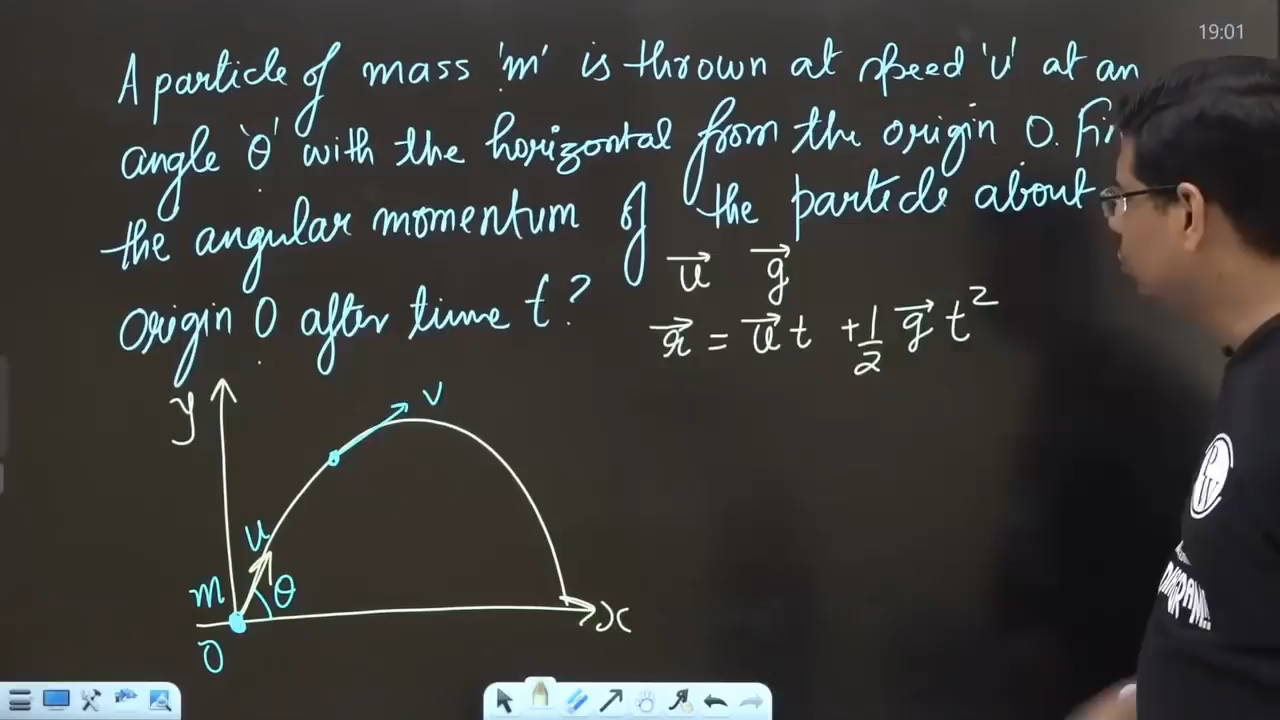 19:01
A particle of mass 'm' is thrown at speed 'u' at an
angle 'θ' with the horizontal from the origin O.
the angular momentum of the particle about
origin O after time t?
u⃗ g⃗
r⃗ = u⃗ t + 1/2 g⃗ t²
y
v
u
m
θ
x
O